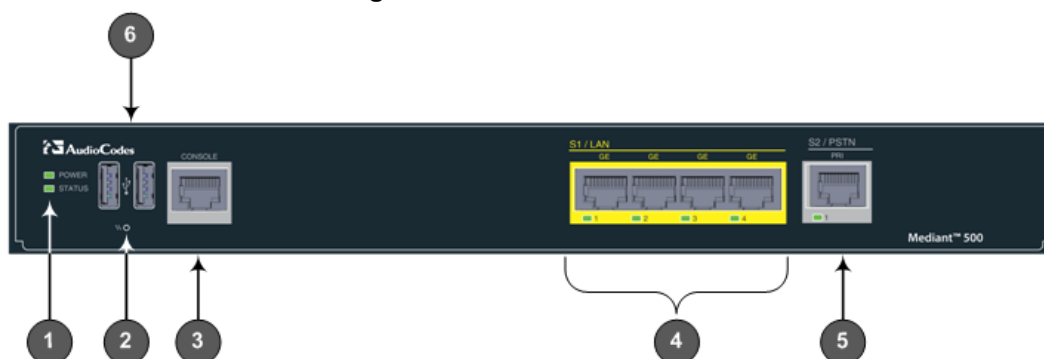 6
AudioCodes
POWER
STATUS
CONSOLE
S1 / LAN
GE GE GE GE
1 2 3 4
S2 / PSTN
PRI
1
Mediant™ 500
1 2 3 4 5